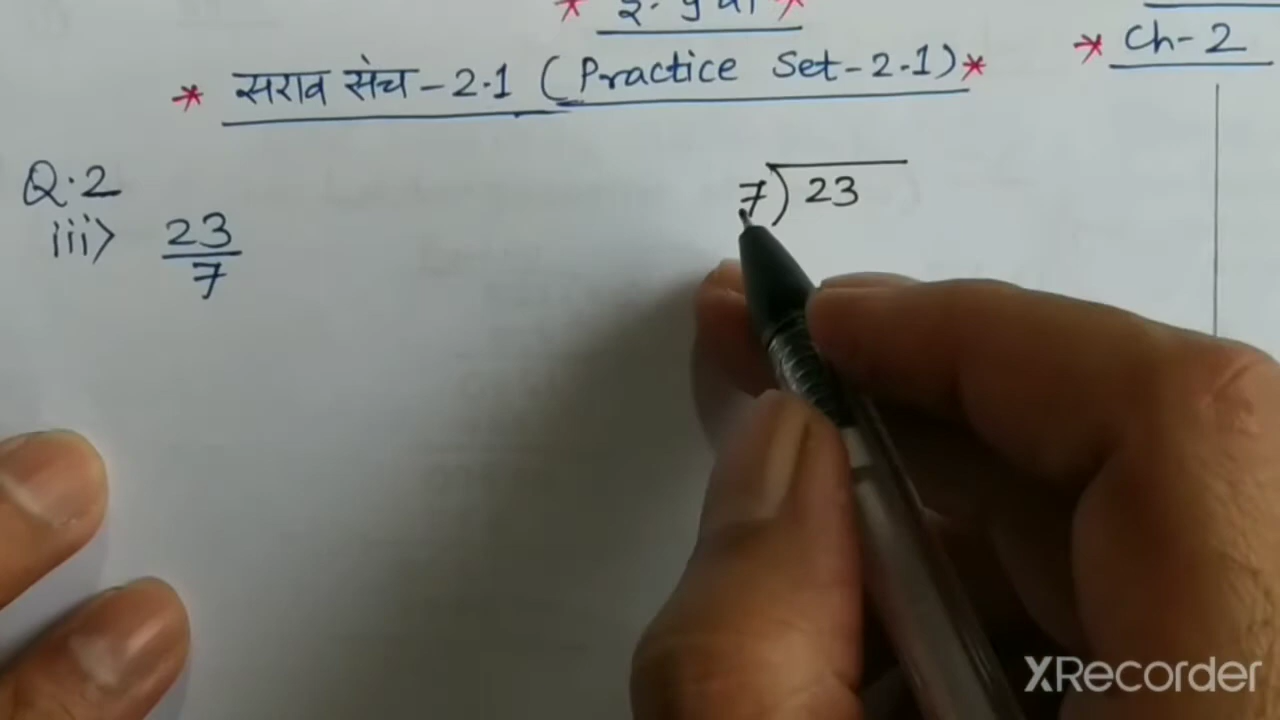 * सराव संच - 2.1 ( Practice Set - 2.1 ) *
* Ch - 2
Q.2
iii> 23/7
7)23
XRecorder